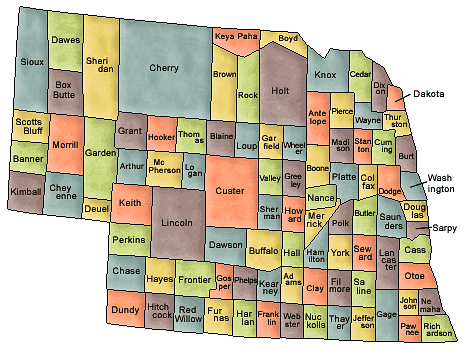 Keya Paha
Boyd
Dawes
Sioux
Sheri
dan
Cherry
Knox
Cedar
Dix
on
Box
Butte
Brown
Rock
Holt
Dakota
Ante
lope
Pierce
Wayne
Thur
ston
Scotts
Bluff
Morrill
Garden
Grant
Hooker
Thom
as
Blaine
Loup
Gar
field
Wheel
er
Madi
son
Stan
ton
Cum
ing
Burt
Banner
Arthur
Mc
Pherson
Lo
gan
Custer
Valley
Gree
ley
Boone
Platte
Col
fax
Dodge
Wash
ington
Kimball
Chey
enne
Deuel
Keith
Lincoln
Sher
man
How
ard
Nance
Mer
rick
Polk
Butler
Saun
ders
Doug
las
Sarpy
Perkins
Dawson
Buffalo
Hall
Ham
ilton
York
Sew
ard
Lan
cas
ter
Cass
Chase
Hayes
Frontier
Gos
per
Phelps
Kear
ney
Ad
ams
Clay
Fil
more
Sa
line
Otoe
Dundy
Hitch
cock
Red
Willow
Fur
nas
Har
lan
Frank
lin
Web
ster
Nuc
kolls
Thay
er
Jeffer
son
Gage
John
son
Ne
maha
Paw
nee
Rich
ardson